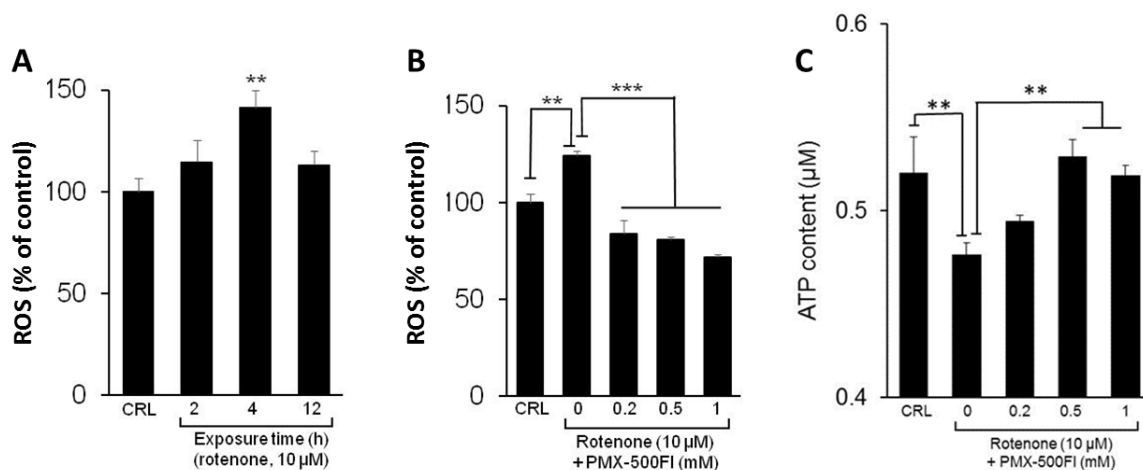 A
ROS (% of control)
150
100
50
0
**
CRL
2
4
12
Exposure time (h)
(rotenone, 10 µM)
B
ROS (% of control)
150
100
50
0
**
***
CRL
0
0.2
0.5
1
Rotenone (10 µM)
+ PMX-500FI (mM)
C
ATP content (µM)
0.6
0.5
0.4
**
**
CRL
0
0.2
0.5
1
Rotenone (10 µM)
+ PMX-500FI (mM)